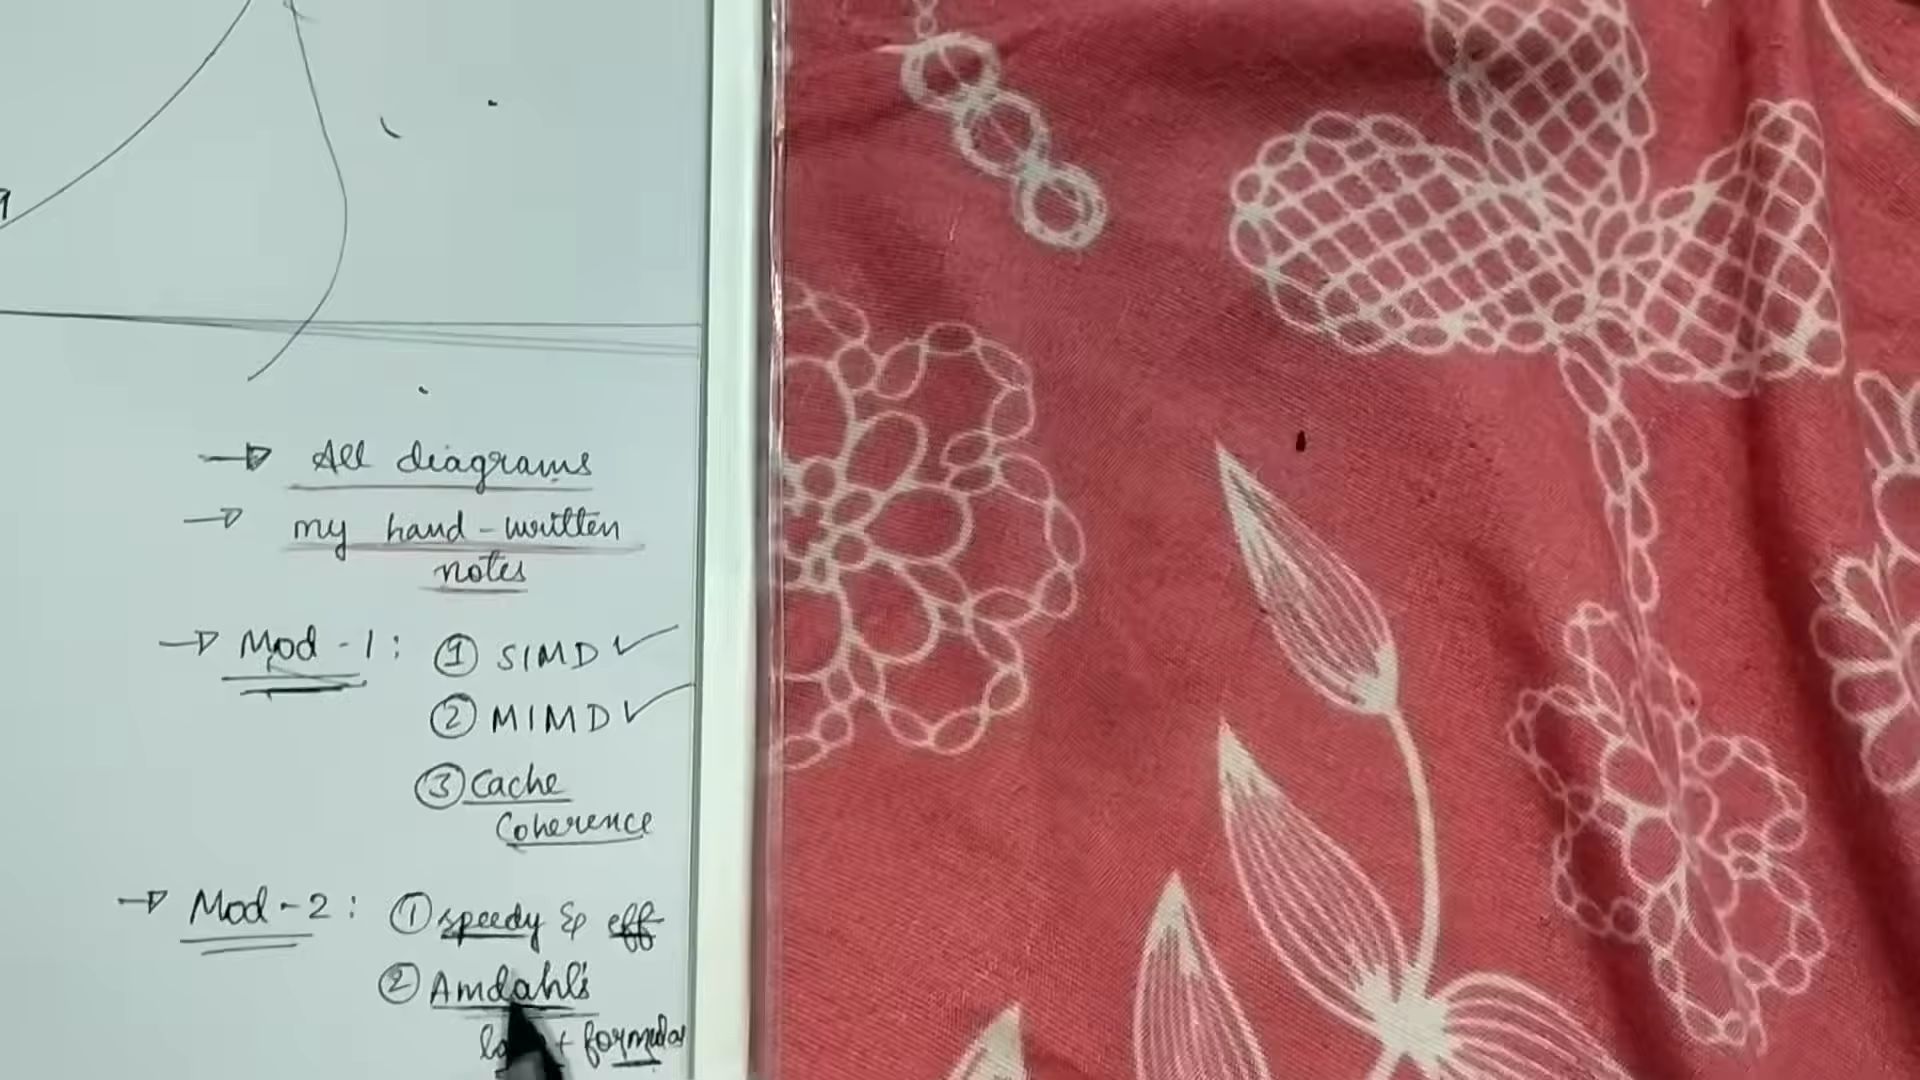 → All diagrams
→ my hand-written
notes
→ Mod-1: ① SIMD ✓
② MIMD ✓
③ Cache
Coherence
→ Mod-2: ① speedy & eff
② Amdahl's
+ formula